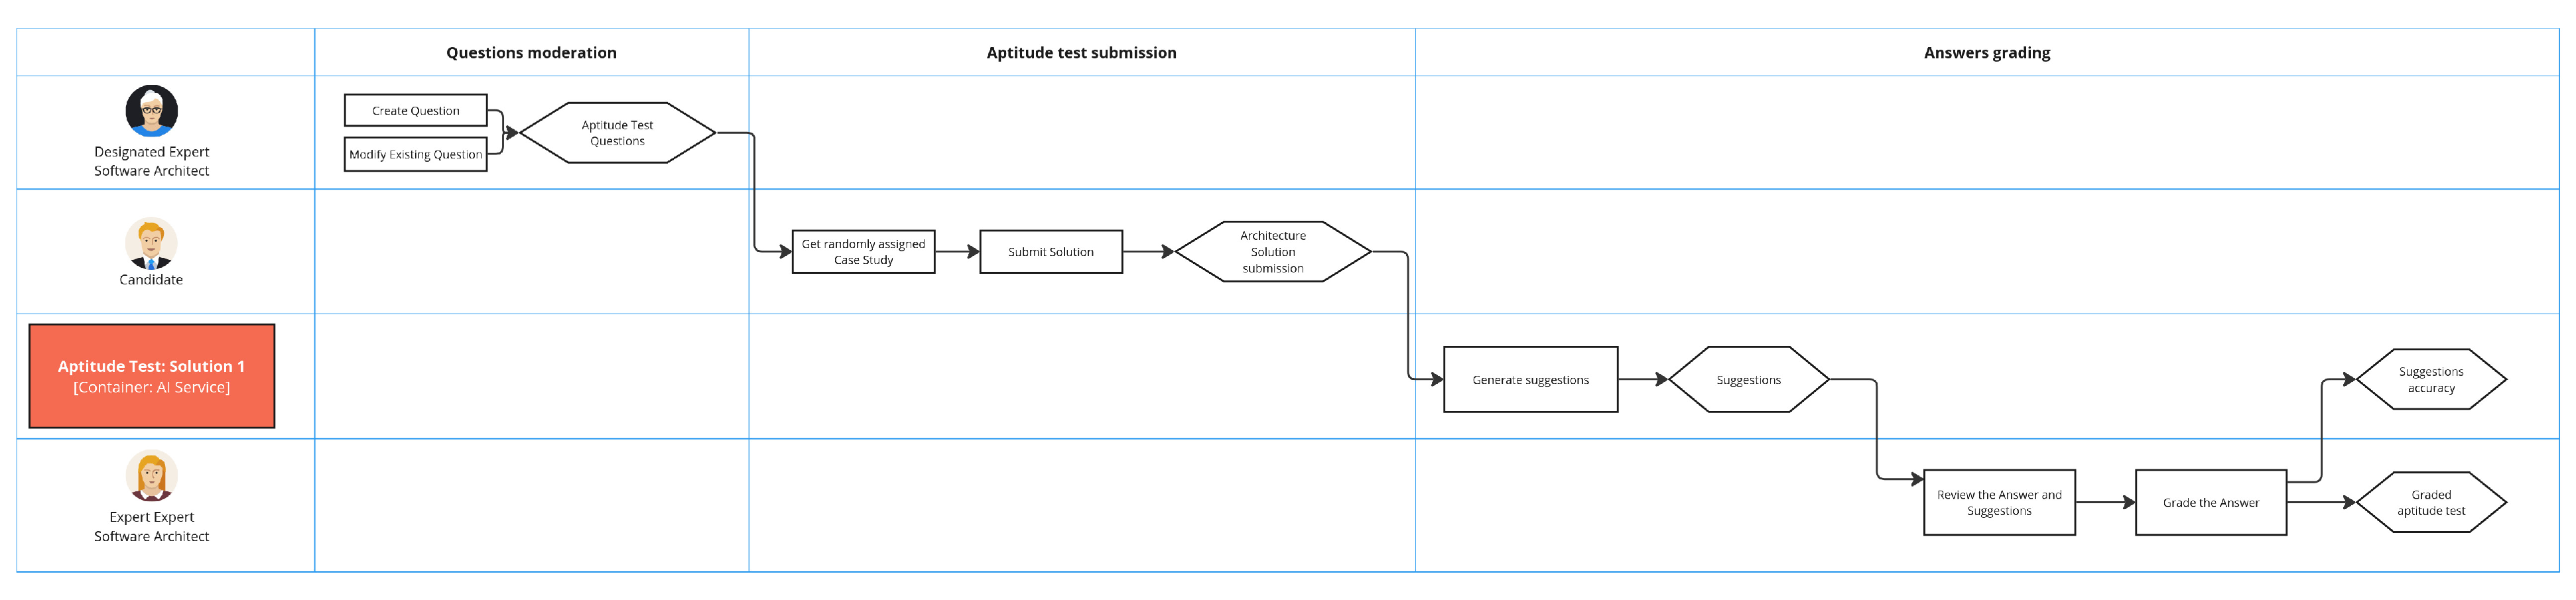 Questions moderation
Aptitude test submission
Answers grading
Designated Expert
Software Architect
Create Question
Modify Existing Question
Aptitude Test
Questions
Candidate
Get randomly assigned
Case Study
Submit Solution
Architecture
Solution
submission
Aptitude Test: Solution 1
[Container: AI Service]
Generate suggestions
Suggestions
Suggestions
accuracy
Expert Expert
Software Architect
Review the Answer and
Suggestions
Grade the Answer
Graded
aptitude test